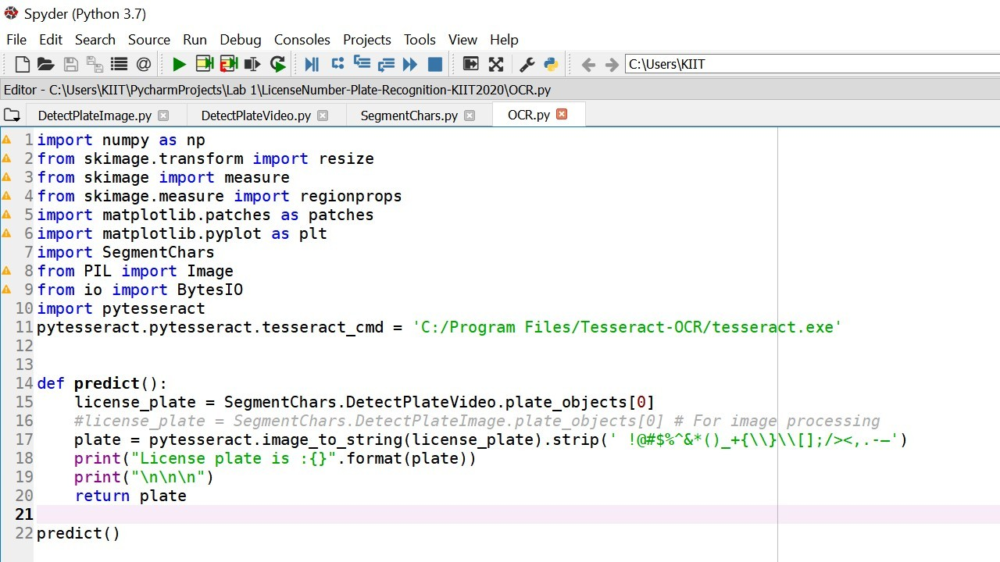 Spyder (Python 3.7)
File Edit Search Source Run Debug Consoles Projects Tools View Help
C:\Users\KIIT
Editor - C:\Users\KIIT\PycharmProjects\Lab 1\LicenseNumber-Plate-Recognition-KIIT2020\OCR.py
DetectPlateImage.py DetectPlateVideo.py SegmentChars.py OCR.py
1 import numpy as np
2 from skimage.transform import resize
3 from skimage import measure
4 from skimage.measure import regionprops
5 import matplotlib.patches as patches
6 import matplotlib.pyplot as plt
7 import SegmentChars
8 from PIL import Image
9 from io import BytesIO
10 import pytesseract
11 pytesseract.pytesseract.tesseract_cmd = 'C:/Program Files/Tesseract-OCR/tesseract.exe'
12
13
14 def predict():
15     license_plate = SegmentChars.DetectPlateVideo.plate_objects[0]
16     #license_plate = SegmentChars.DetectPlateImage.plate_objects[0] # For image processing
17     plate = pytesseract.image_to_string(license_plate).strip(' !@#$%^&*()_+{\\}\\[];/><,.-—')
18     print("License plate is :{}".format(plate))
19     print("\n\n\n")
20     return plate
21
22 predict()